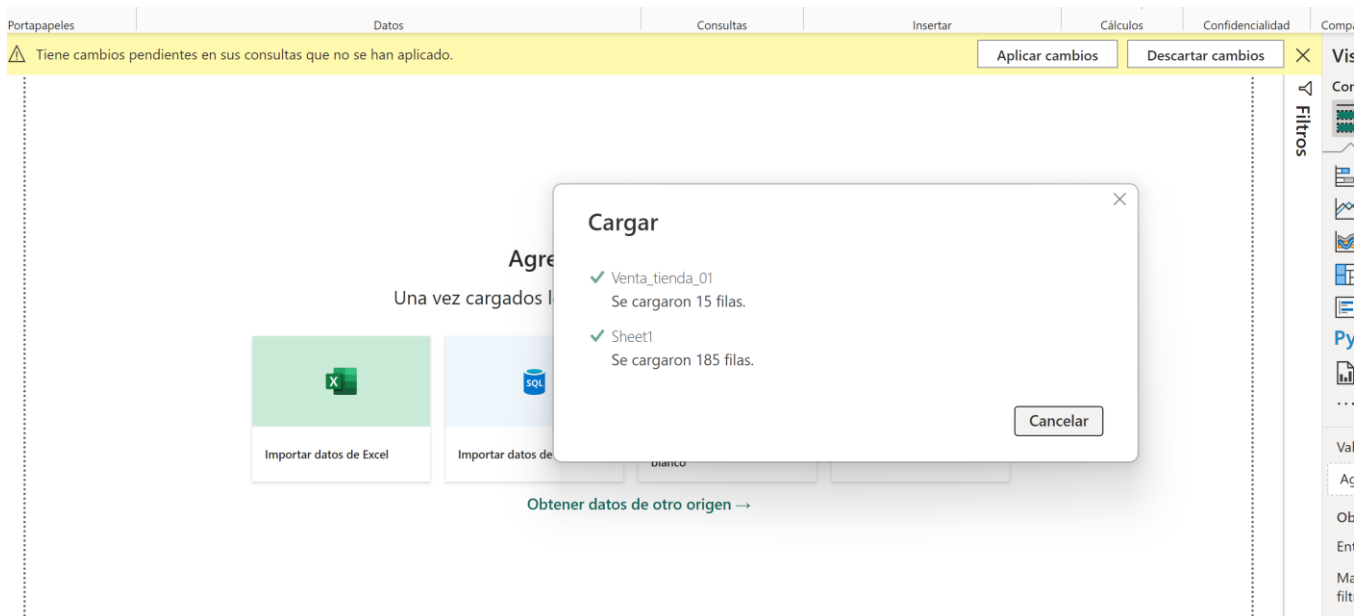 Portapapeles Datos Consultas Insertar Cálculos Confidencialidad
Tiene cambios pendientes en sus consultas que no se han aplicado. Aplicar cambios Descartar cambios
Filtros
Cargar
Venta_tienda_01
Se cargaron 15 filas.
Sheet1
Se cargaron 185 filas.
Cancelar
Agre
Una vez cargados l
SQL
Importar datos de Excel
Importar datos de
blanco
Obtener datos de otro origen →
Py